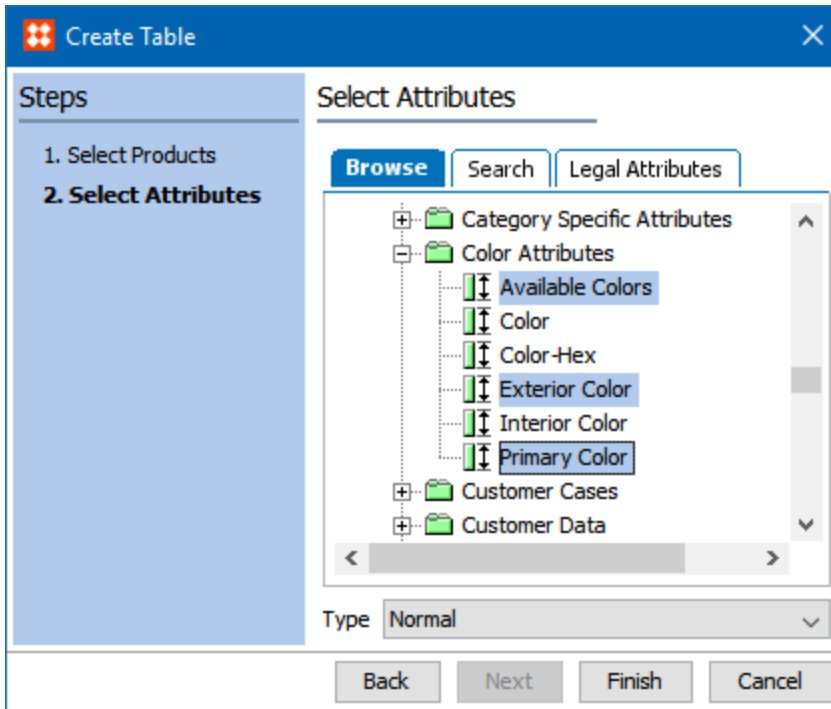 Create Table
Steps
1. Select Products
2. Select Attributes
Select Attributes
Browse
Search
Legal Attributes
Category Specific Attributes
Color Attributes
Available Colors
Color
Color-Hex
Exterior Color
Interior Color
Primary Color
Customer Cases
Customer Data
Type Normal
Back Next Finish Cancel